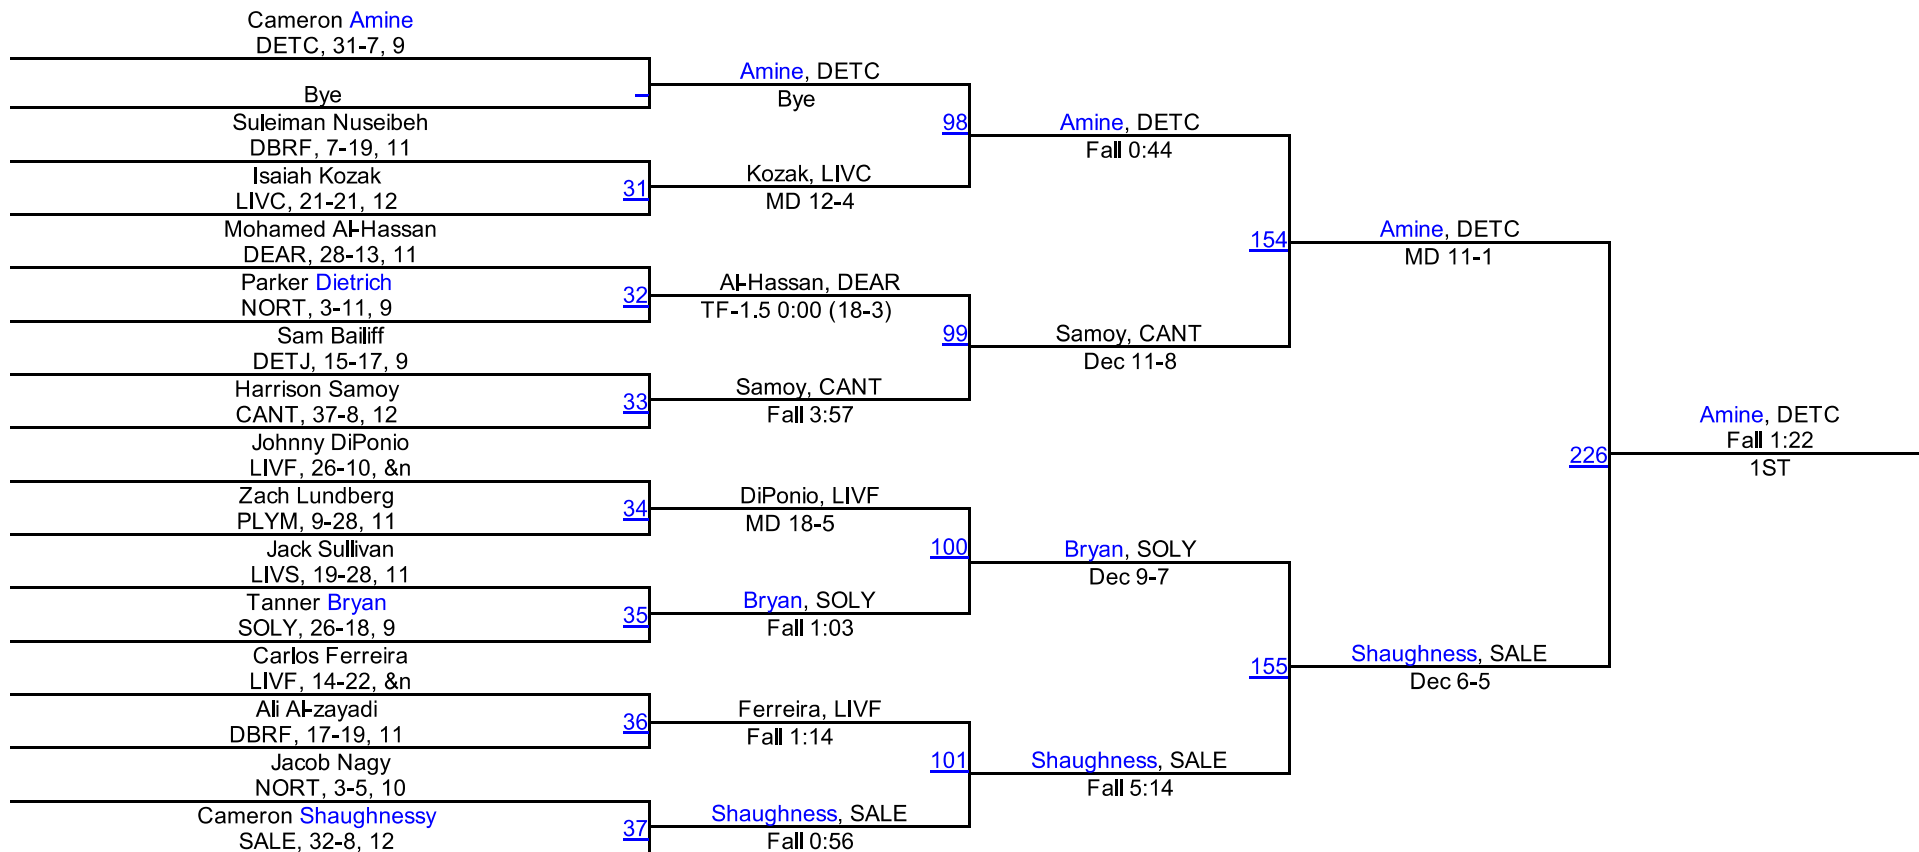 Cameron Amine
DETC, 31-7, 9
Bye
Suleiman Nuseibeh
DBRF, 7-19, 11
Isaiah Kozak
LIVC, 21-21, 12
31
Mohamed Al-Hassan
DEAR, 28-13, 11
Parker Dietrich
NORT, 3-11, 9
32
Sam Bailiff
DETJ, 15-17, 9
Harrison Samoy
CANT, 37-8, 12
33
Johnny DiPonio
LIVF, 26-10, &n
Zach Lundberg
PLYM, 9-28, 11
34
Jack Sullivan
LIVS, 19-28, 11
Tanner Bryan
SOLY, 26-18, 9
35
Carlos Ferreira
LIVF, 14-22, &n
Ali Al-zayadi
DBRF, 17-19, 11
36
Jacob Nagy
NORT, 3-5, 10
Cameron Shaughnessy
SALE, 32-8, 12
37
Amine, DETC
Bye
98
Kozak, LIVC
MD 12-4
Al-Hassan, DEAR
TF-1.5 0:00 (18-3)
99
Samoy, CANT
Fall 3:57
DiPonio, LIVF
MD 18-5
100
Bryan, SOLY
Fall 1:03
Ferreira, LIVF
Fall 1:14
101
Shaughness, SALE
Fall 0:56
Amine, DETC
Fall 0:44
154
Samoy, CANT
Dec 11-8
Bryan, SOLY
Dec 9-7
155
Shaughness, SALE
Fall 5:14
Amine, DETC
MD 11-1
226
Shaughness, SALE
Dec 6-5
Amine, DETC
Fall 1:22
1ST